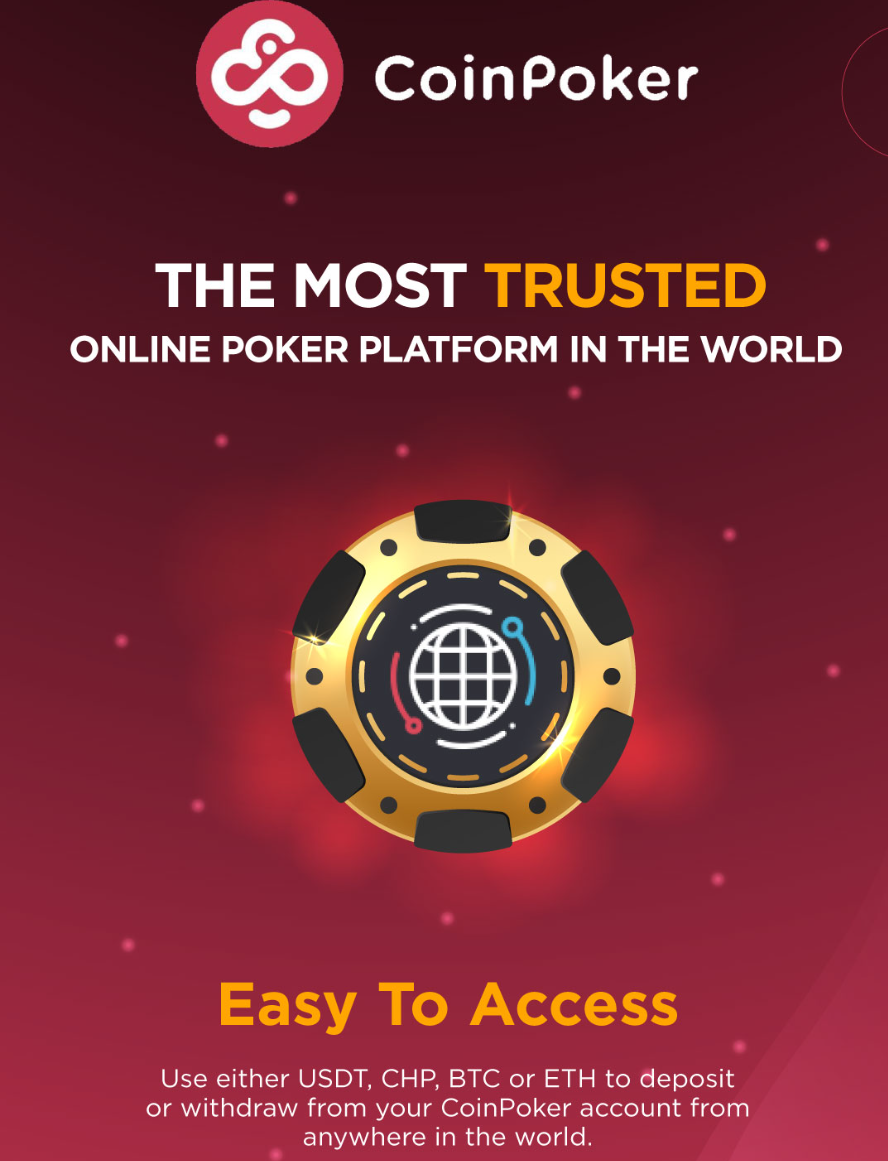 CoinPoker
THE MOST TRUSTED
ONLINE POKER PLATFORM IN THE WORLD
Easy To Access
Use either USDT, CHP, BTC or ETH to deposit
or withdraw from your CoinPoker account from
anywhere in the world.